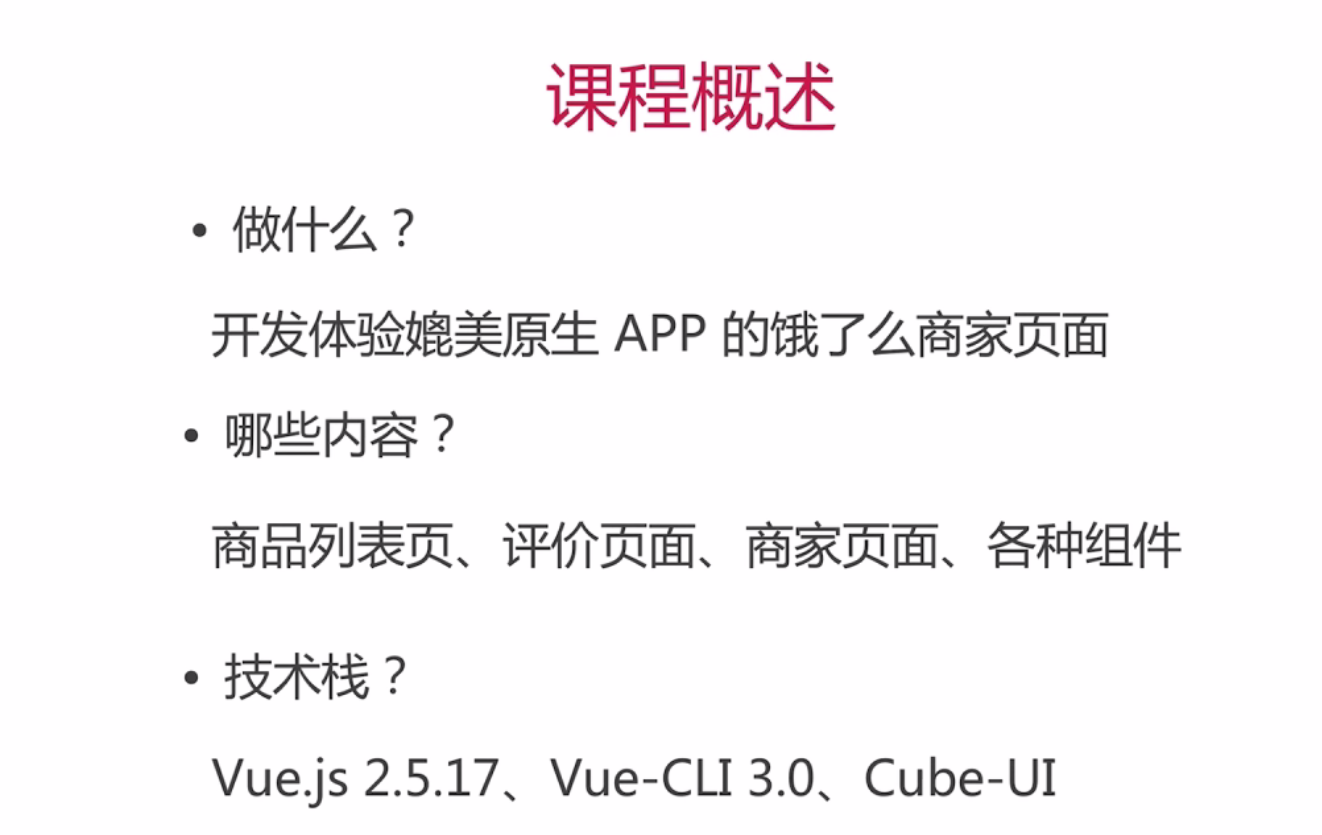 课程概述
• 做什么？
开发体验媲美原生 APP 的饿了么商家页面
• 哪些内容？
商品列表页、评价页面、商家页面、各种组件
• 技术栈？
Vue.js 2.5.17、Vue-CLI 3.0、Cube-UI